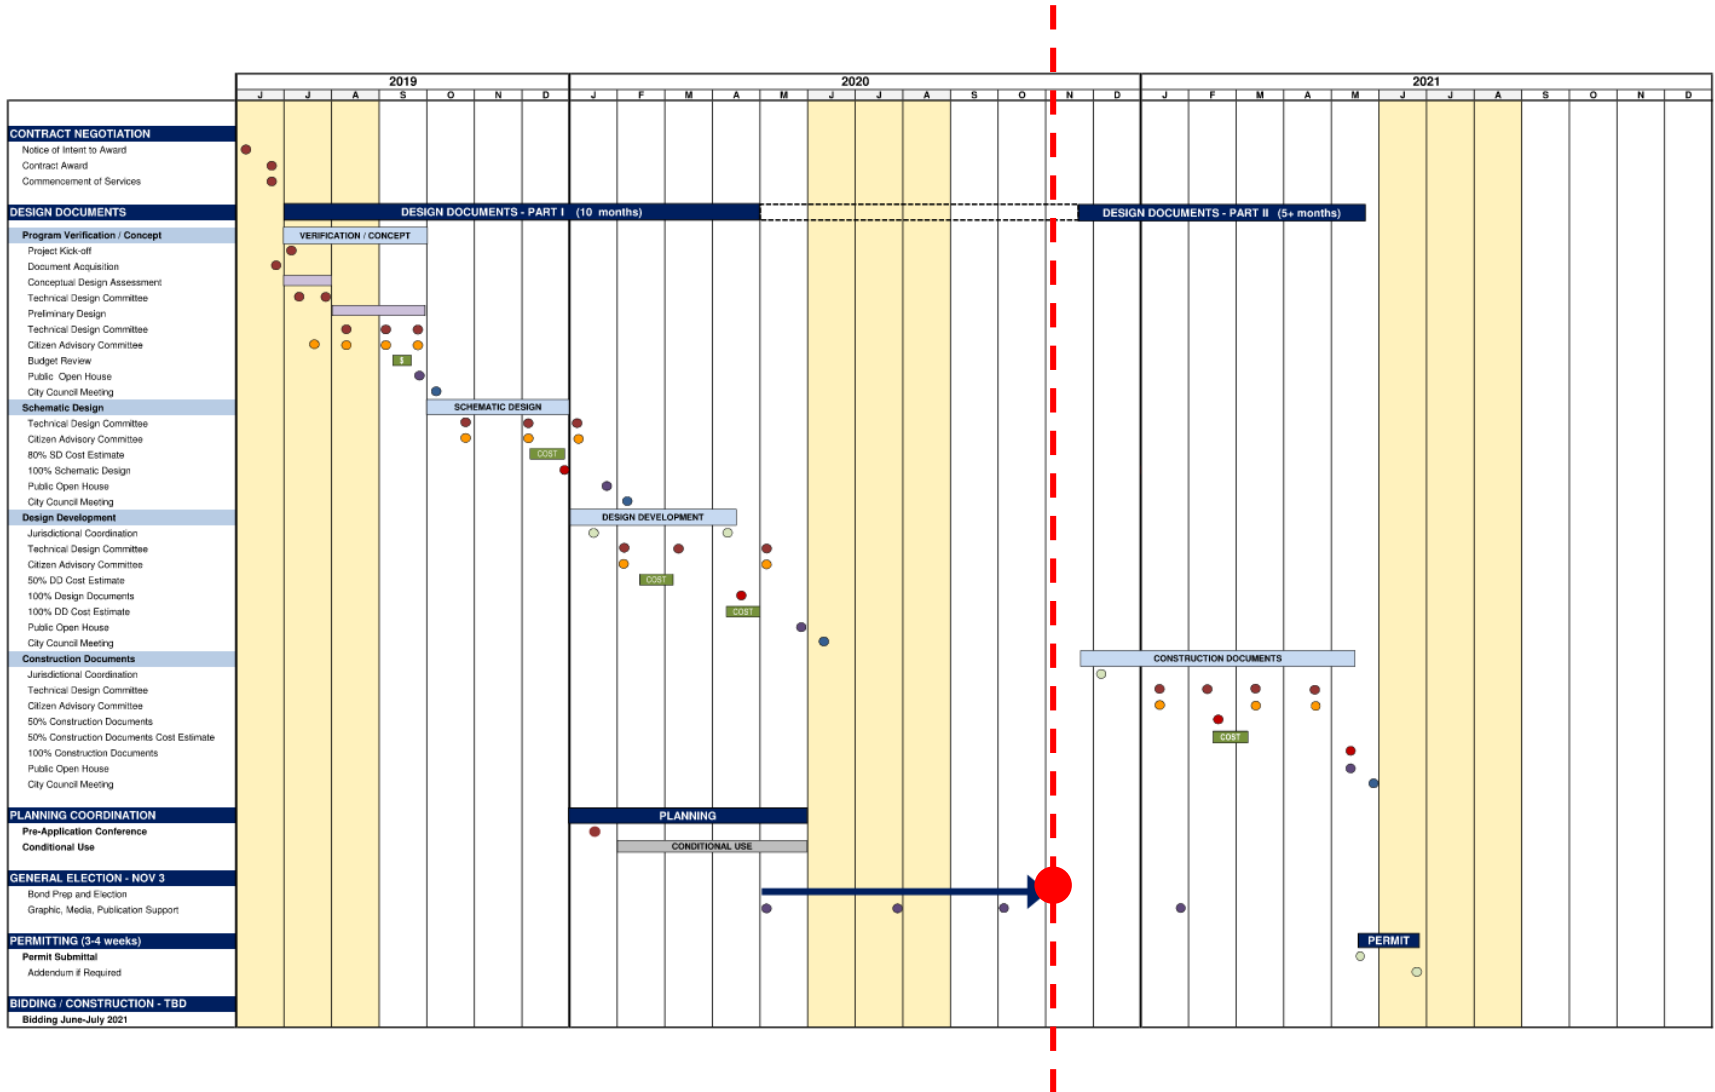 2019 2020 2021
J J A S O N D J F M A M J J A S O N D J F M A M J J A S O N D
CONTRACT NEGOTIATION
Notice of Intent to Award
Contract Award
Commencement of Services
DESIGN DOCUMENTS DESIGN DOCUMENTS - PART I (10 months) DESIGN DOCUMENTS - PART II (5+ months)
Program Verification / Concept VERIFICATION / CONCEPT
Project Kick-off
Document Acquisition
Conceptual Design Assessment
Technical Design Committee
Preliminary Design
Technical Design Committee
Citizen Advisory Committee
Budget Review $
Public Open House
City Council Meeting
Schematic Design SCHEMATIC DESIGN
Technical Design Committee
Citizen Advisory Committee
80% SD Cost Estimate COST
100% Schematic Design
Public Open House
City Council Meeting
Design Development DESIGN DEVELOPMENT
Jurisdictional Coordination
Technical Design Committee
Citizen Advisory Committee
50% DD Cost Estimate COST
100% Design Documents
100% DD Cost Estimate COST
Public Open House
City Council Meeting
Construction Documents CONSTRUCTION DOCUMENTS
Jurisdictional Coordination
Technical Design Committee
Citizen Advisory Committee
50% Construction Documents
50% Construction Documents Cost Estimate COST
100% Construction Documents
Public Open House
City Council Meeting
PLANNING COORDINATION PLANNING
Pre-Application Conference
Conditional Use CONDITIONAL USE
GENERAL ELECTION - NOV 3
Bond Prep and Election
Graphic, Media, Publication Support
PERMITTING (3-4 weeks) PERMIT
Permit Submittal
Addendum if Required
BIDDING / CONSTRUCTION - TBD
Bidding June-July 2021